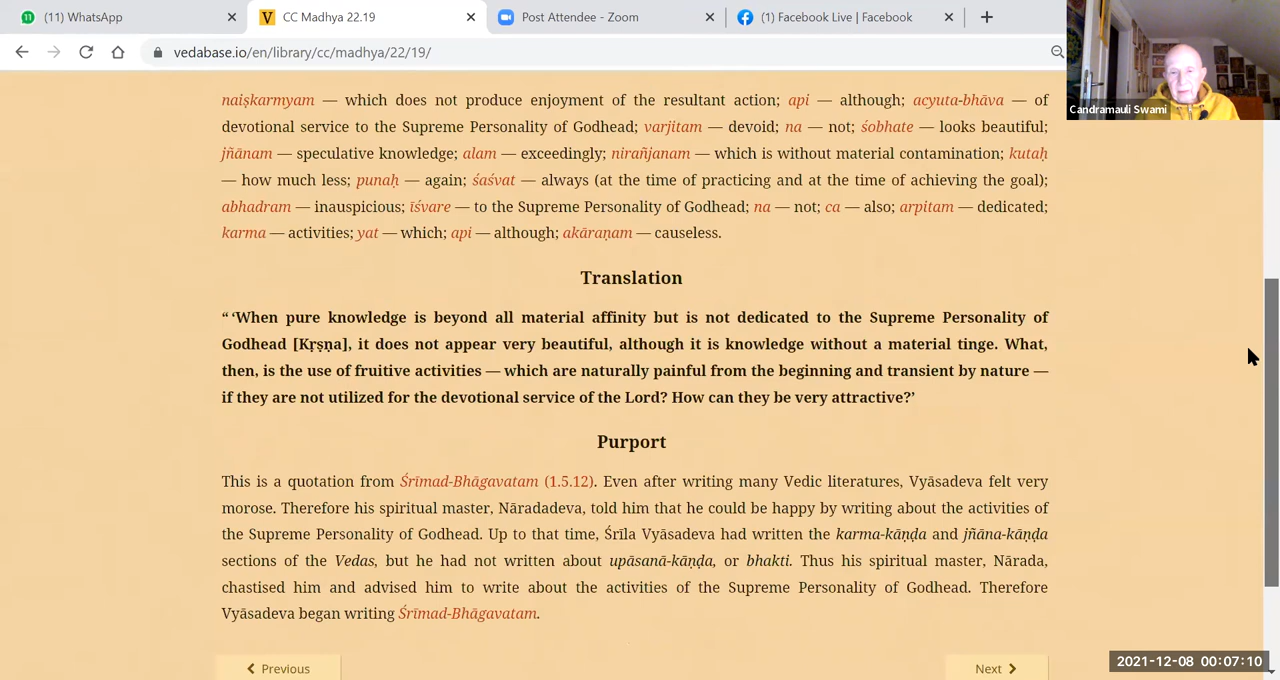 (11) WhatsApp
CC Madhya 22.19
Post Attendee - Zoom
(1) Facebook Live | Facebook
vedabase.io/en/library/cc/madhya/22/19/
Candramauli Swami
naiṣkarmyam — which does not produce enjoyment of the resultant action; api — although; acyuta-bhāva — of
devotional service to the Supreme Personality of Godhead; varjitam — devoid; na — not; śobhate — looks beautiful;
jñānam — speculative knowledge; alam — exceedingly; nirañjanam — which is without material contamination; kutaḥ
— how much less; punaḥ — again; śaśvat — always (at the time of practicing and at the time of achieving the goal);
abhadram — inauspicious; īśvare — to the Supreme Personality of Godhead; na — not; ca — also; arpitam — dedicated;
karma — activities; yat — which; api — although; akāraṇam — causeless.
Translation
“ ‘When pure knowledge is beyond all material affinity but is not dedicated to the Supreme Personality of
Godhead [Kṛṣṇa], it does not appear very beautiful, although it is knowledge without a material tinge. What,
then, is the use of fruitive activities — which are naturally painful from the beginning and transient by nature —
if they are not utilized for the devotional service of the Lord? How can they be very attractive?’
Purport
This is a quotation from Śrīmad-Bhāgavatam (1.5.12). Even after writing many Vedic literatures, Vyāsadeva felt very
morose. Therefore his spiritual master, Nāradadeva, told him that he could be happy by writing about the activities of
the Supreme Personality of Godhead. Up to that time, Śrīla Vyāsadeva had written the karma-kāṇḍa and jñāna-kāṇḍa
sections of the Vedas, but he had not written about upāsanā-kāṇḍa, or bhakti. Thus his spiritual master, Nārada,
chastised him and advised him to write about the activities of the Supreme Personality of Godhead. Therefore
Vyāsadeva began writing Śrīmad-Bhāgavatam.
Previous
Next
2021-12-08 00:07:10